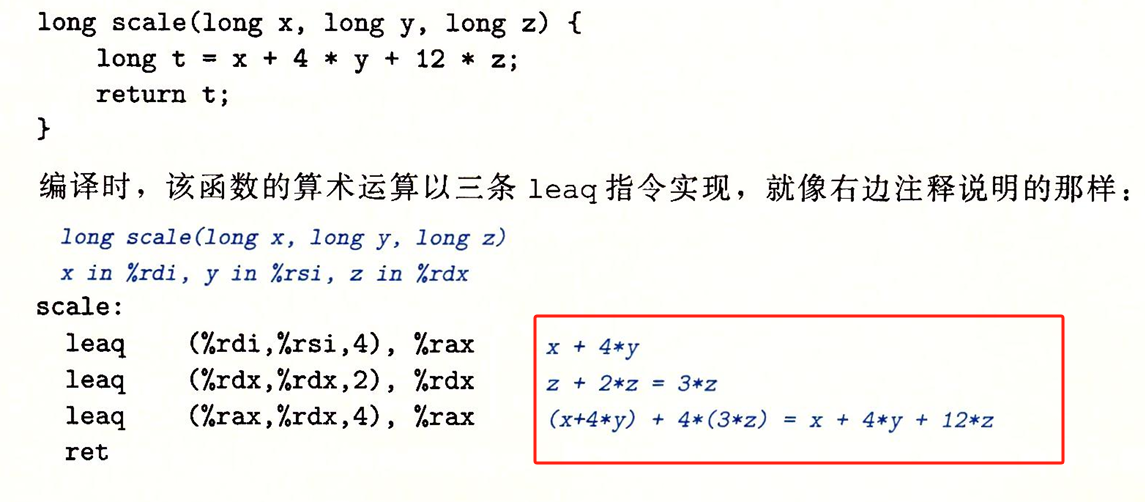 long scale(long x, long y, long z) {
    long t = x + 4 * y + 12 * z;
    return t;
}
编译时，该函数的算术运算以三条 leaq 指令实现，就像右边注释说明的那样：
long scale(long x, long y, long z)
x in %rdi, y in %rsi, z in %rdx
scale:
  leaq    (%rdi,%rsi,4), %rax    x + 4*y
  leaq    (%rdx,%rdx,2), %rdx    z + 2*z = 3*z
  leaq    (%rax,%rdx,4), %rax    (x+4*y) + 4*(3*z) = x + 4*y + 12*z
  ret